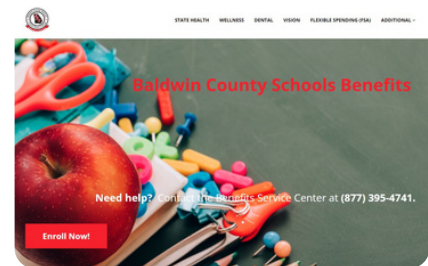 STATE HEALTH WELLNESS DENTAL VISION FLEXIBLE SPENDING (FSA) ADDITIONAL
Baldwin County Schools Benefits
Need help? Contact the Benefits Service Center at (877) 395-4741.
Enroll Now!